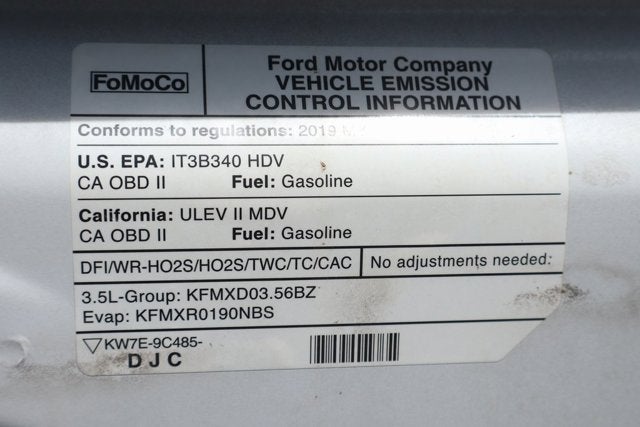 FoMoCo
Ford Motor Company
VEHICLE EMISSION
CONTROL INFORMATION
Conforms to regulations: 2019
U.S. EPA: IT3B340 HDV
CA OBD II Fuel: Gasoline
California: ULEV II MDV
CA OBD II Fuel: Gasoline
DFI/WR-HO2S/HO2S/TWC/TC/CAC No adjustments needed:
3.5L-Group: KFMXD03.56BZ
Evap: KFMXR0190NBS
KW7E-9C485-
DJC